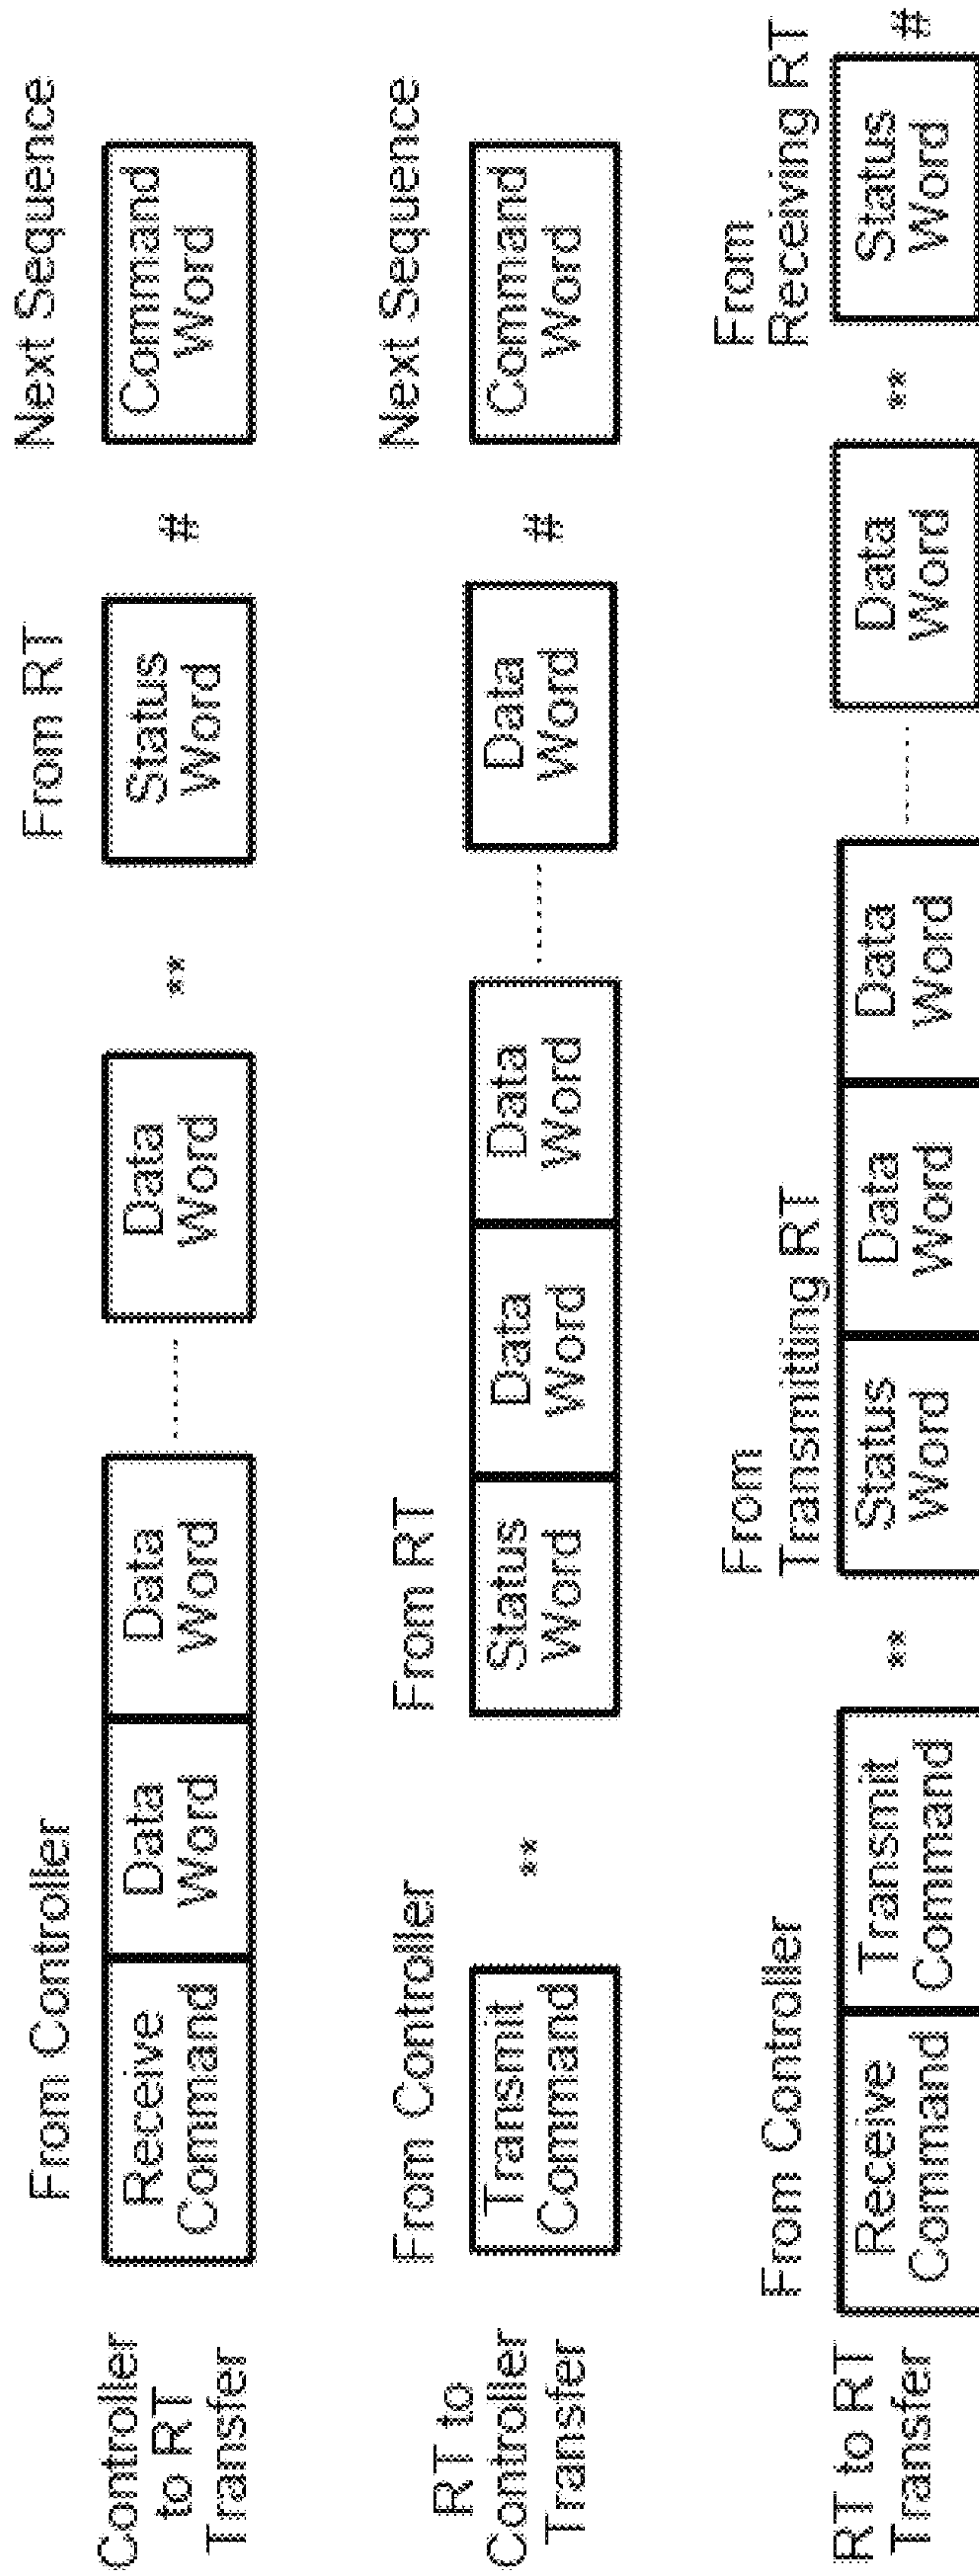 From Controller
From RT
Next Sequence
Controller
to RT
Transfer
Receive
Command
Data
Word
Data
Word
Data
Word
**
Status
Word
#
Command
Word
From Controller
From RT
Next Sequence
RT to
Controller
Transfer
Transmit
Command
**
Status
Word
Data
Word
Data
Word
Data
Word
#
Command
Word
From Controller
From
Transmitting RT
From
Receiving RT
RT to RT
Transfer
Receive
Command
Transmit
Command
**
Status
Word
Data
Word
Data
Word
Data
Word
**
Status
Word
#